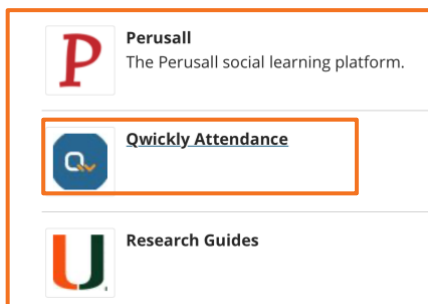 Perusall
The Perusall social learning platform.
Qwickly Attendance
Research Guides